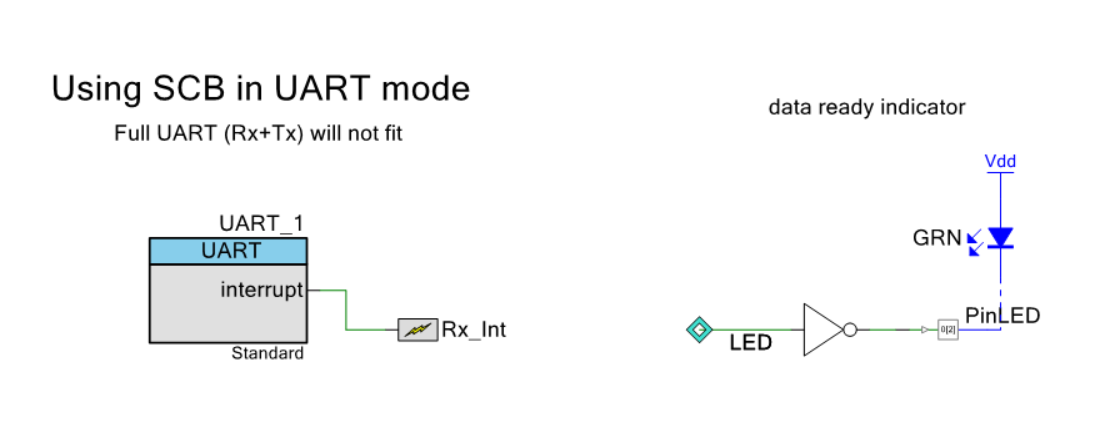 Using SCB in UART mode
Full UART (Rx+Tx) will not fit
data ready indicator
Vdd
UART_1
UART
GRN
interrupt
PinLED
Rx_Int
0[2]
LED
Standard